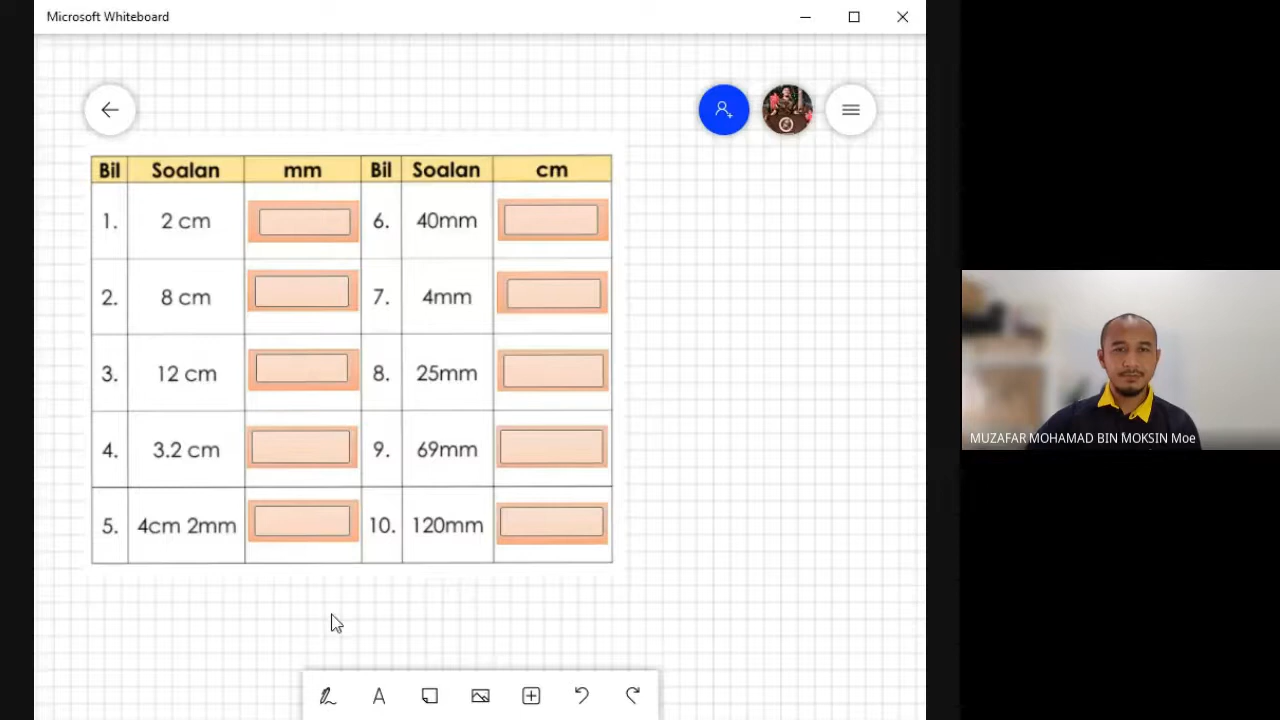 Microsoft Whiteboard
Bil Soalan mm Bil Soalan cm
1. 2 cm 6. 40mm
2. 8 cm 7. 4mm
3. 12 cm 8. 25mm
4. 3.2 cm 9. 69mm
5. 4cm 2mm 10. 120mm
MUZAFAR MOHAMAD BIN MOKSIN Moe